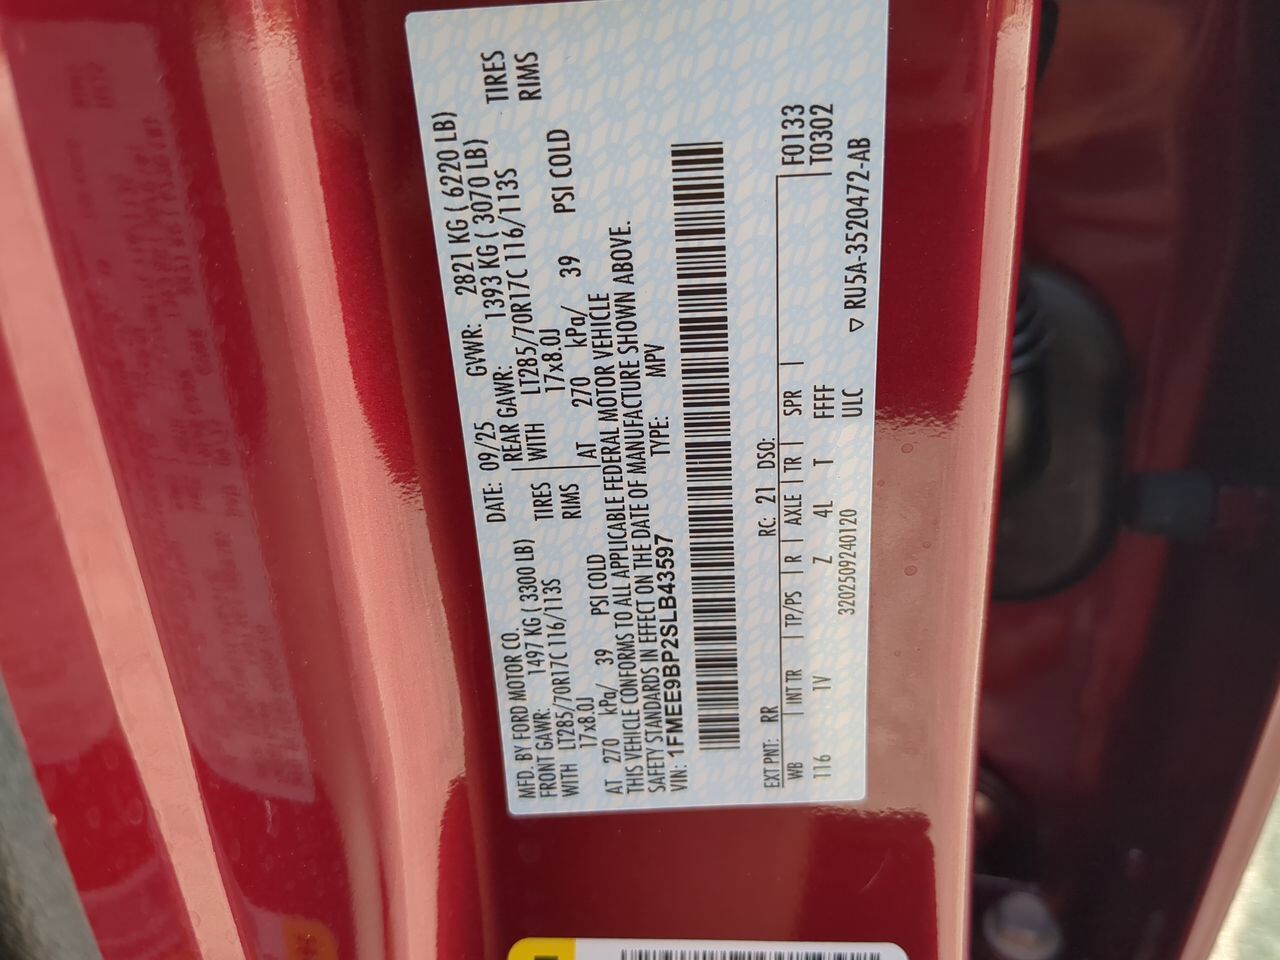 MFD. BY FORD MOTOR CO.
DATE: 09/25 GVWR: 2821 KG ( 6220 LB)
FRONT GAWR: 1497 KG ( 3300 LB) REAR GAWR: 1393 KG ( 3070 LB)
WITH LT285/70R17C 116/113S TIRES WITH LT285/70R17C 116/113S TIRES
17x8.0J RIMS 17x8.0J RIMS
AT 270 kPa/ 39 PSI COLD AT 270 kPa/ 39 PSI COLD
THIS VEHICLE CONFORMS TO ALL APPLICABLE FEDERAL MOTOR VEHICLE
SAFETY STANDARDS IN EFFECT ON THE DATE OF MANUFACTURE SHOWN ABOVE.
VIN: 1FMEE9BP2SLB43597 TYPE: MPV
EXT PNT: RR RC: 21 DSO: F0133
WB INT TR TP/PS R AXLE TR SPR T0302
116 1V Z 4L T FFFF
3202509240120 ULC ▽ RU5A-3520472-AB